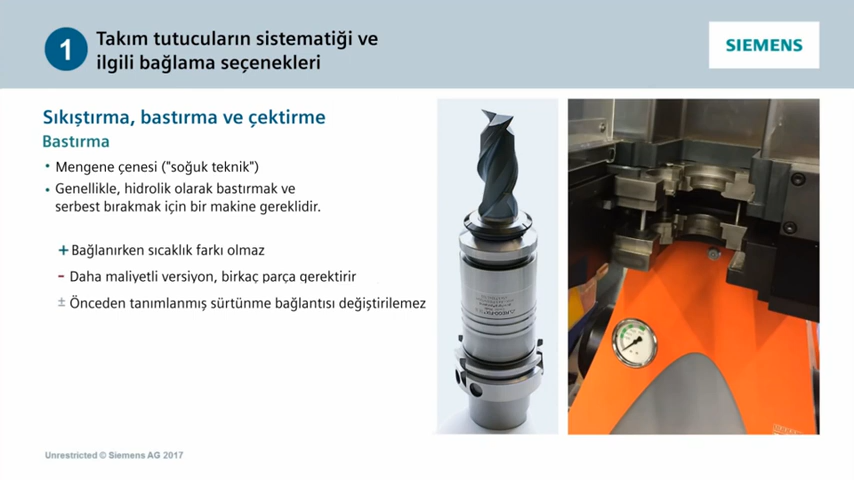 1
Takım tutucuların sistematiği ve
ilgili bağlama seçenekleri
SIEMENS
Sıkıştırma, bastırma ve çektirme
Bastırma
• Mengene çenesi ("soğuk teknik")
• Genellikle, hidrolik olarak bastırmak ve
serbest bırakmak için bir makine gereklidir.
+ Bağlanırken sıcaklık farkı olmaz
- Daha maliyetli versiyon, birkaç parça gerektirir
± Önceden tanımlanmış sürtünme bağlantısı değiştirilemez
Unrestricted © Siemens AG 2017